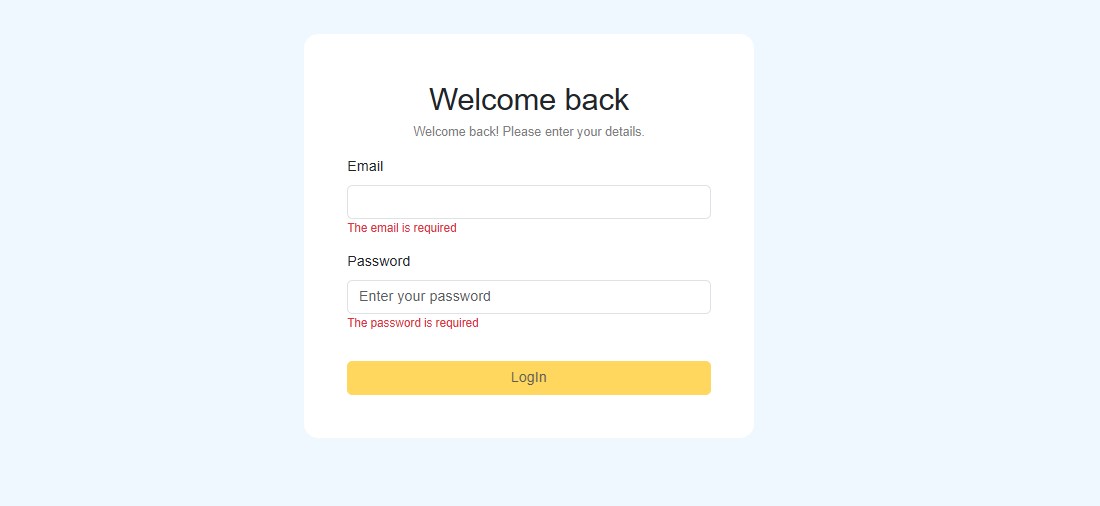 Welcome back
Welcome back! Please enter your details.
Email
The email is required
Password
Enter your password
The password is required
LogIn